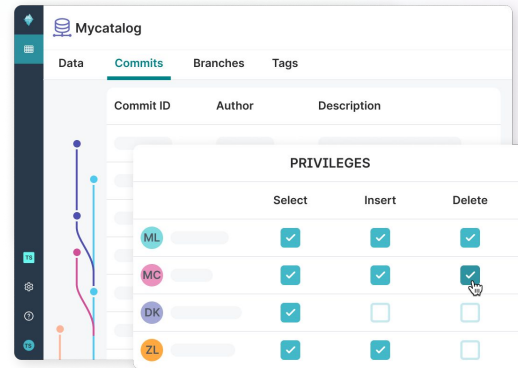 Mycatalog
Data Commits Branches Tags
Commit ID Author Description
PRIVILEGES
Select Insert Delete
ML
MC
DK
ZL
TS
TS